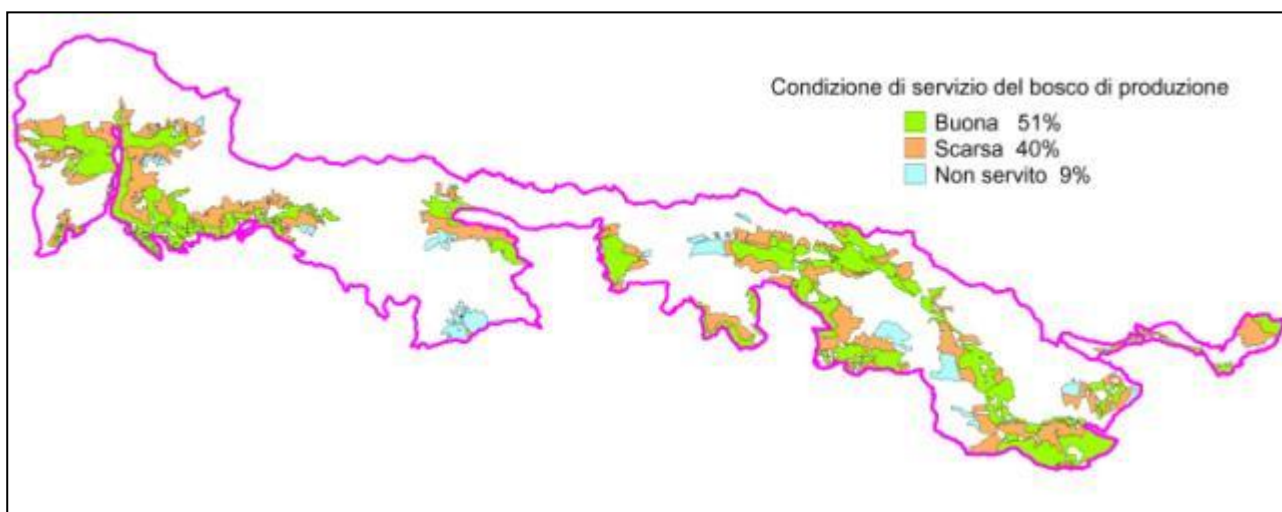 Condizione di servizio del bosco di produzione
Buona 51%
Scarsa 40%
Non servito 9%